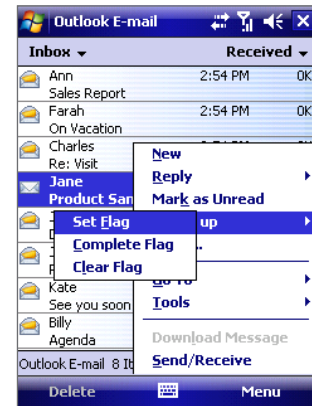 Outlook E-mail
Inbox Received
Ann 2:54 PM 0K
Sales Report
Farah 2:54 PM 0K
On Vacation
Charles
Re: Visit
Jane
Product San
New
Reply
Mark as Unread
up
Set Flag
Complete Flag
Clear Flag
Kate
See you soon
Billy
Agenda
Go To
Tools
Download Message
Send/Receive
Outlook E-mail 8 It
Delete Menu